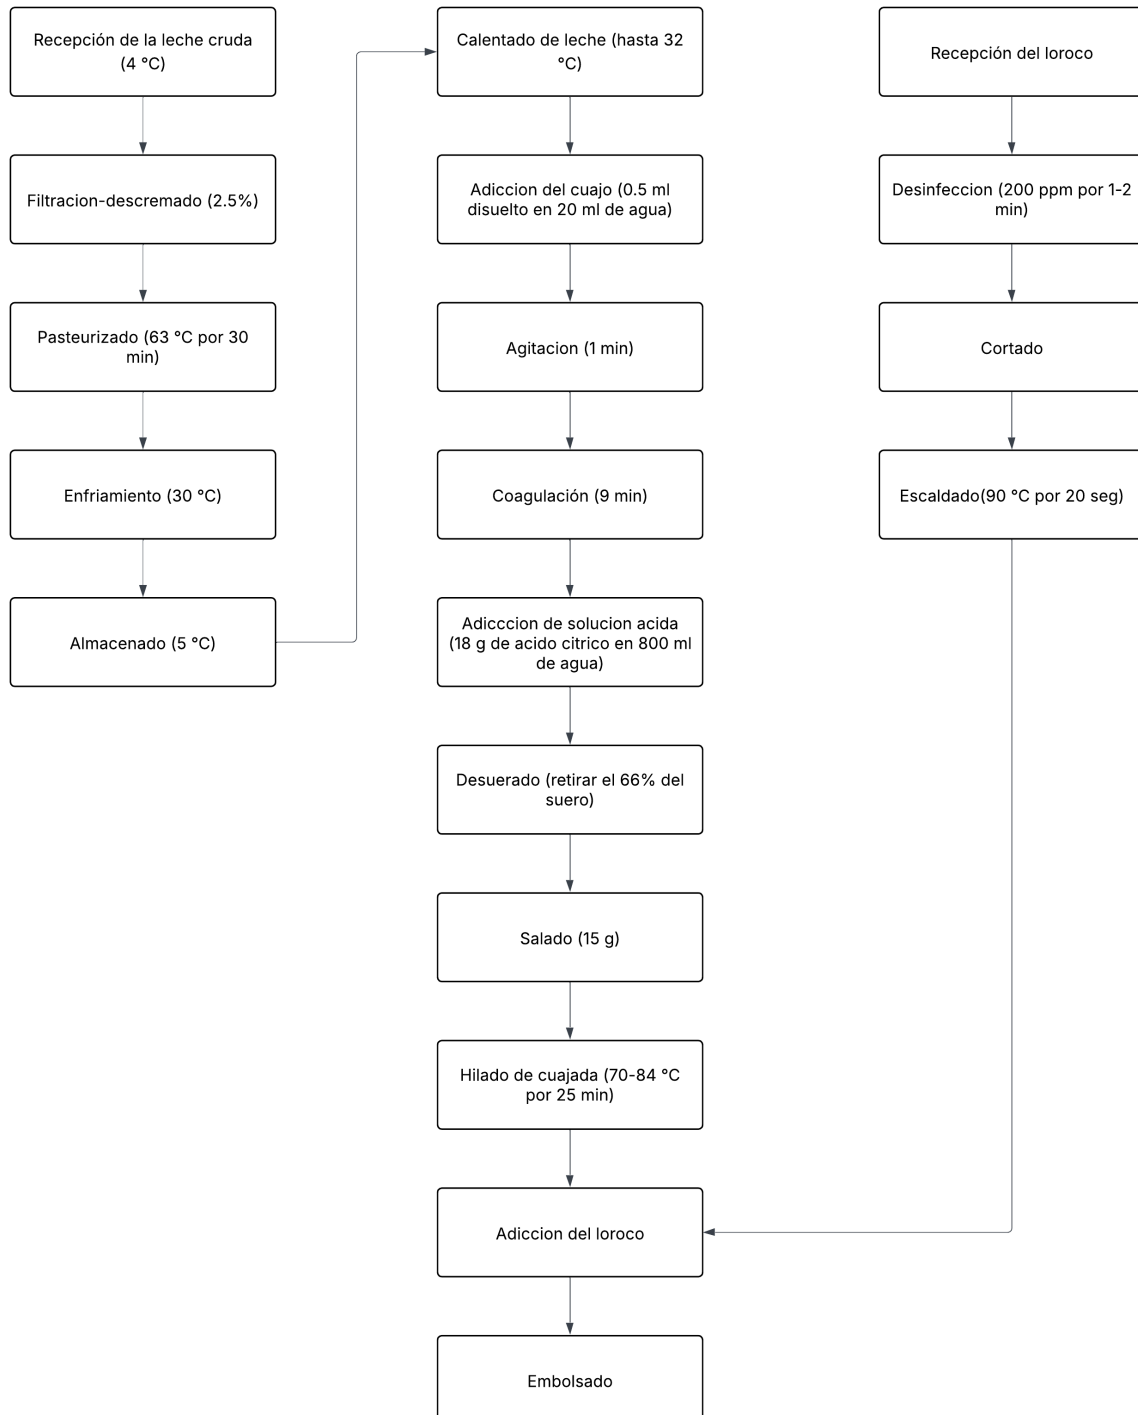 Recepción de la leche cruda
(4 °C)
Filtracion-descremado (2.5%)
Pasteurizado (63 °C por 30
min)
Enfriamiento (30 °C)
Almacenado (5 °C)
Calentado de leche (hasta 32
°C)
Adiccion del cuajo (0.5 ml
disuelto en 20 ml de agua)
Agitacion (1 min)
Coagulación (9 min)
Adicccion de solucion acida
(18 g de acido citrico en 800 ml
de agua)
Desuerado (retirar el 66% del
suero)
Salado (15 g)
Hilado de cuajada (70-84 °C
por 25 min)
Adiccion del loroco
Embolsado
Recepción del loroco
Desinfeccion (200 ppm por 1-2
min)
Cortado
Escaldado(90 °C por 20 seg)